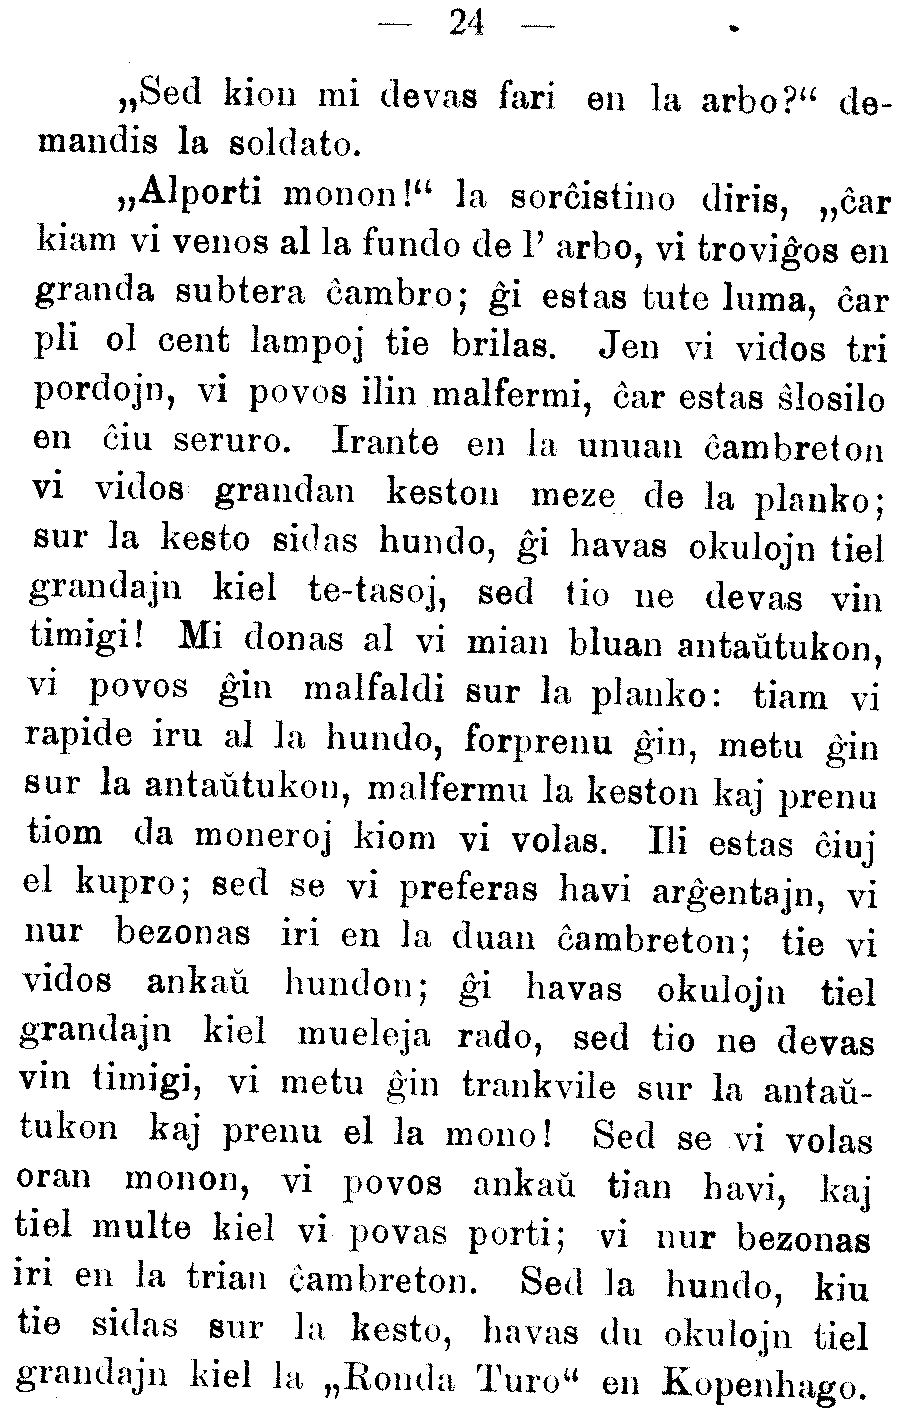 — 24 —
„Sed kion mi devas fari en la arbo?“ de-
mandis la soldato.
„Alporti monon!“ la sorĉistino diris, „ĉar
kiam vi venos al la fundo de l’ arbo, vi troviĝos en
granda subtera ĉambro; ĝi estas tute luma, ĉar
pli ol cent lampoj tie brilas. Jen vi vidos tri
pordojn, vi povos ilin malfermi, ĉar estas ŝlosilo
en ĉiu seruro. Irante en la unuan ĉambreton
vi vidos grandan keston meze de la planko;
sur la kesto sidas hundo, ĝi havas okulojn tiel
grandajn kiel te-tasoj, sed tio ne devas vin
timigi! Mi donas al vi mian bluan antaŭtukon,
vi povos ĝin malfaldi sur la planko: tiam vi
rapide iru al la hundo, forprenu ĝin, metu ĝin
sur la antaŭtukon, malfermu la keston kaj prenu
tiom da moneroj kiom vi volas. Ili estas ĉiuj
el kupro; sed se vi preferas havi arĝentajn, vi
nur bezonas iri en la duan ĉambreton; tie vi
vidos ankaŭ hundon; ĝi havas okulojn tiel
grandajn kiel mueleja rado, sed tio ne devas
vin timigi, vi metu ĝin trankvile sur la antaŭ-
tukon kaj prenu el la mono! Sed se vi volas
oran monon, vi povos ankaŭ tian havi, kaj
tiel multe kiel vi povas porti; vi nur bezonas
iri en la trian ĉambreton. Sed la hundo, kiu
tie sidas sur la kesto, havas du okulojn tiel
grandajn kiel la „Ronda Turo“ en Kopenhago.